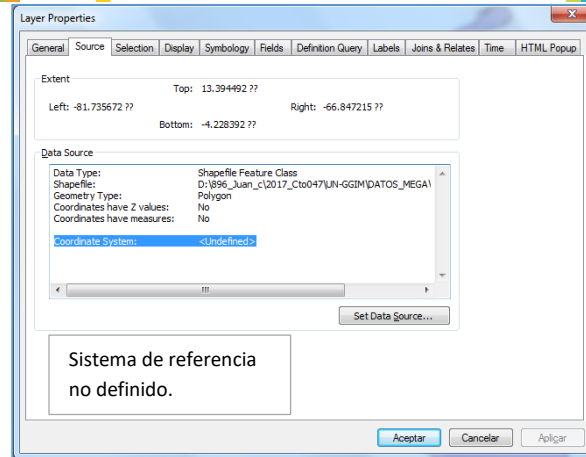 Layer Properties
General Source Selection Display Symbology Fields Definition Query Labels Joins & Relates Time HTML Popup
Extent
Top: 13.394492 ??
Left: -81.735672 ?? Right: -66.847215 ??
Bottom: -4.228392 ??
Data Source
Data Type: Shapefile Feature Class
Shapefile: D:\896_Juan_c\2017_Cto047\UN-GGIM\DATOS_MEGA\
Geometry Type: Polygon
Coordinates have Z values: No
Coordinates have measures: No
Coordinate System: <Undefined>
Set Data Source...
Sistema de referencia
no definido.
Aceptar Cancelar Aplicar